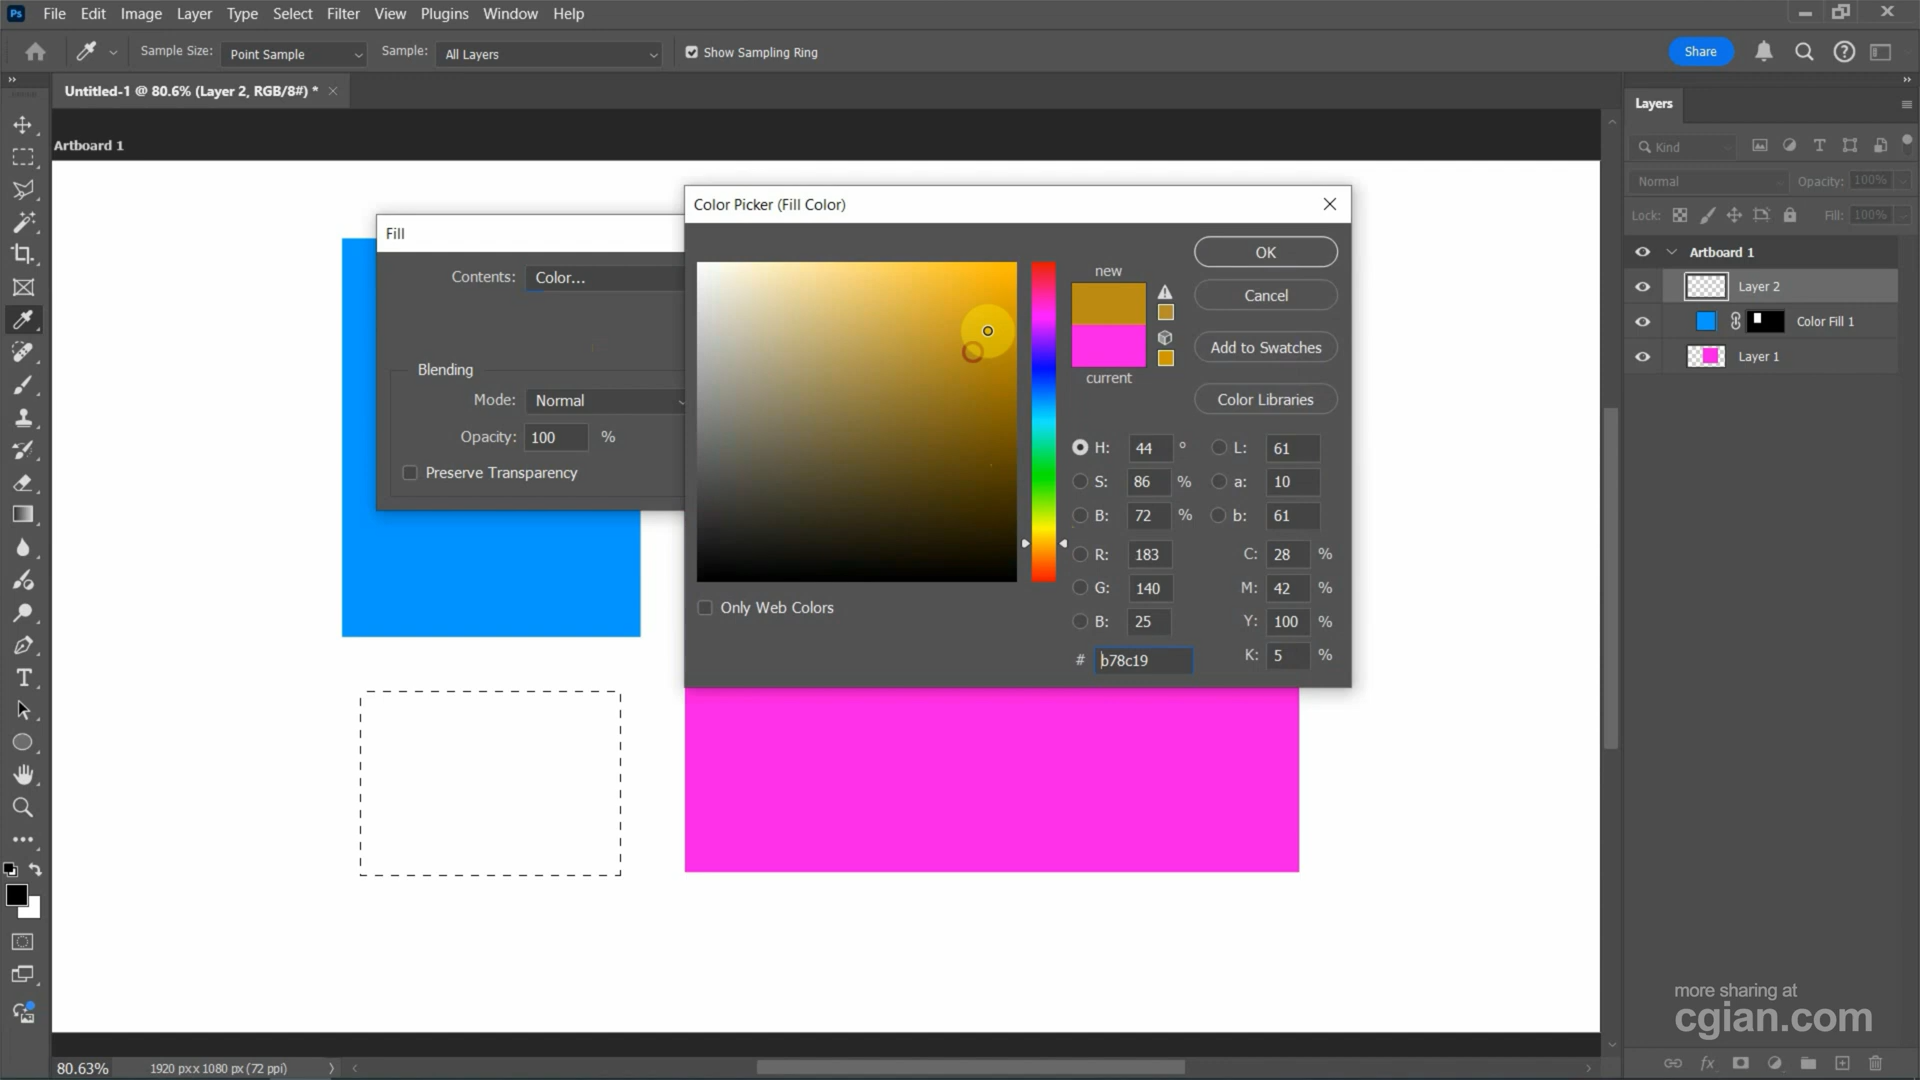 Ps File Edit Image Layer Type Select Filter View Plugins Window Help
Sample Size: Point Sample Sample: All Layers Show Sampling Ring Share
Untitled-1 @ 80.6% (Layer 2, RGB/8#) *
Artboard 1
Fill
Contents: Color...
Blending
Mode: Normal
Opacity: 100 %
Preserve Transparency
Color Picker (Fill Color)
new
current
OK
Cancel
Add to Swatches
Color Libraries
H: 44 ° L: 61
S: 86 % a: 10
B: 72 % b: 61
R: 183 C: 28 %
G: 140 M: 42 %
B: 25 Y: 100 %
# b78c19 K: 5 %
Only Web Colors
Layers
Kind
Normal Opacity: 100%
Lock: Fill: 100%
Artboard 1
Layer 2
Color Fill 1
Layer 1
more sharing at
cgian.com
80.63% 1920 px x 1080 px (72 ppi)